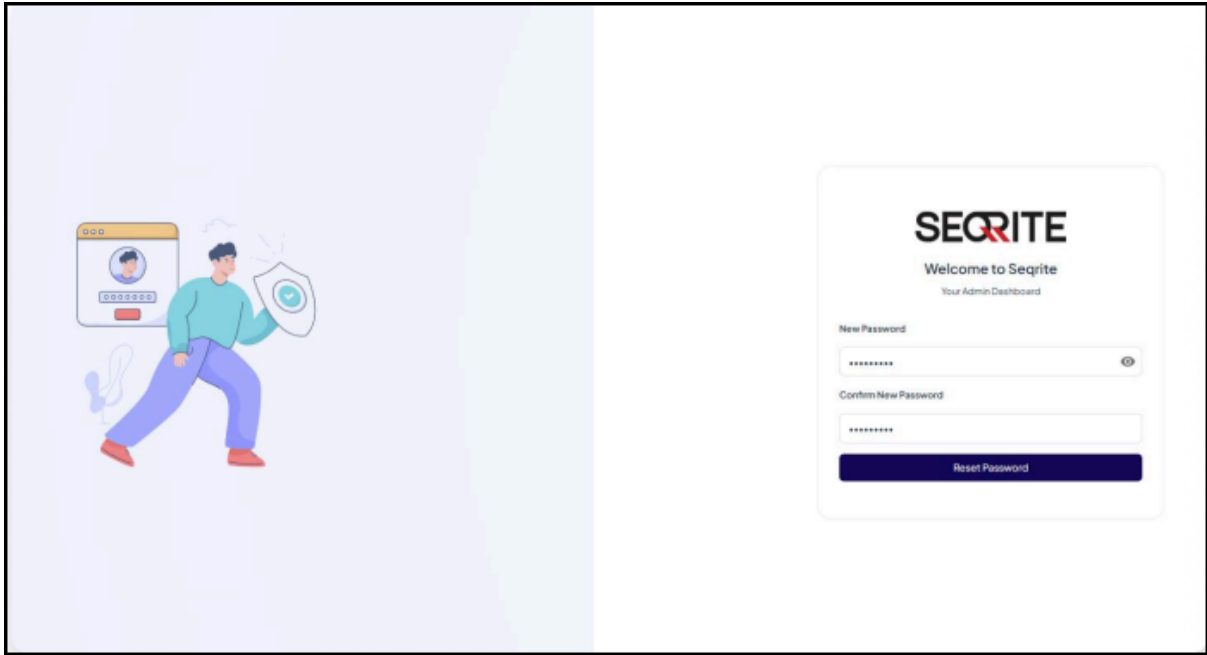 SEQRITE
Welcome to Seqrite
Your Admin Dashboard
New Password
•••••••••
Confirm New Password
•••••••••
Reset Password